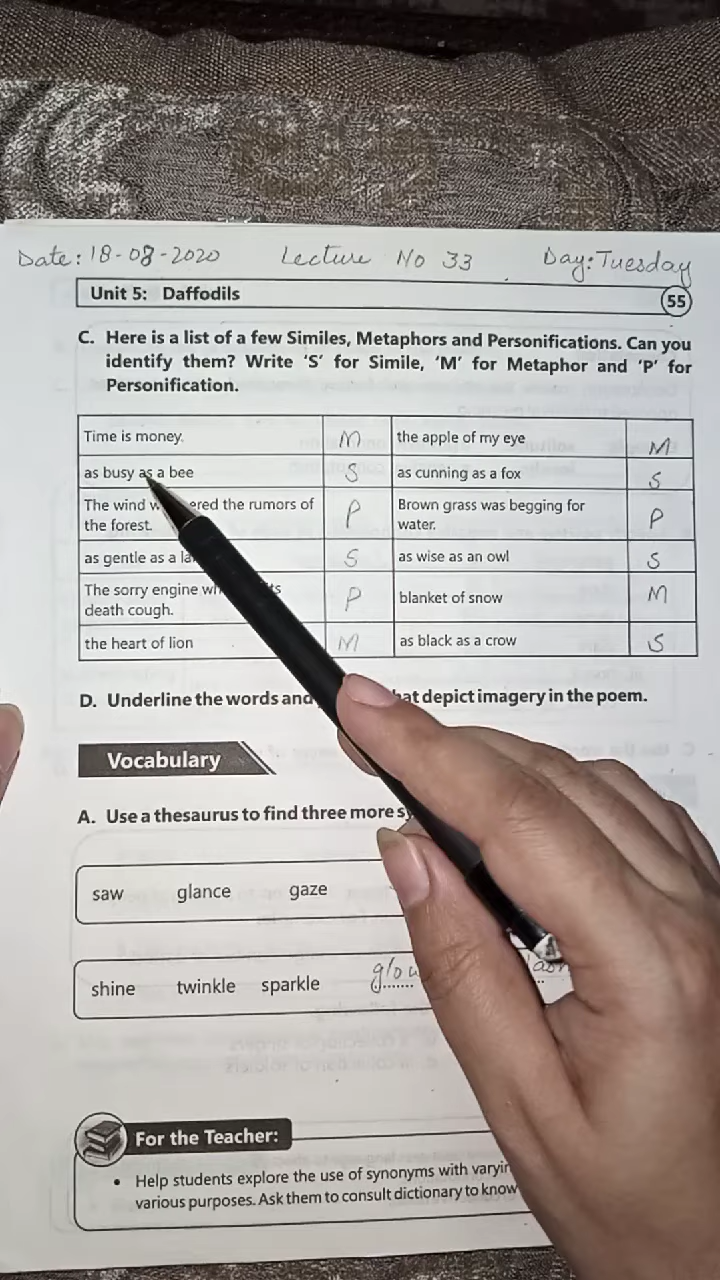 Date: 18-08-2020 Lecture No 33 Day: Tuesday
Unit 5: Daffodils
55
C. Here is a list of a few Similes, Metaphors and Personifications. Can you
identify them? Write ‘S’ for Simile, ‘M’ for Metaphor and ‘P’ for
Personification.
Time is money. M the apple of my eye M
as busy as a bee S as cunning as a fox S
The wind the rumors of
the forest. P Brown grass was begging for
water. P
as gentle as a S as wise as an owl S
The sorry engine
death cough. P blanket of snow M
the heart of lion M as black as a crow S
D. Underline the words and that depict imagery in the poem.
Vocabulary
A. Use a thesaurus to find three more
saw glance gaze
shine twinkle sparkle
For the Teacher:
• Help students explore the use of synonyms with
various purposes. Ask them to consult dictionary to know